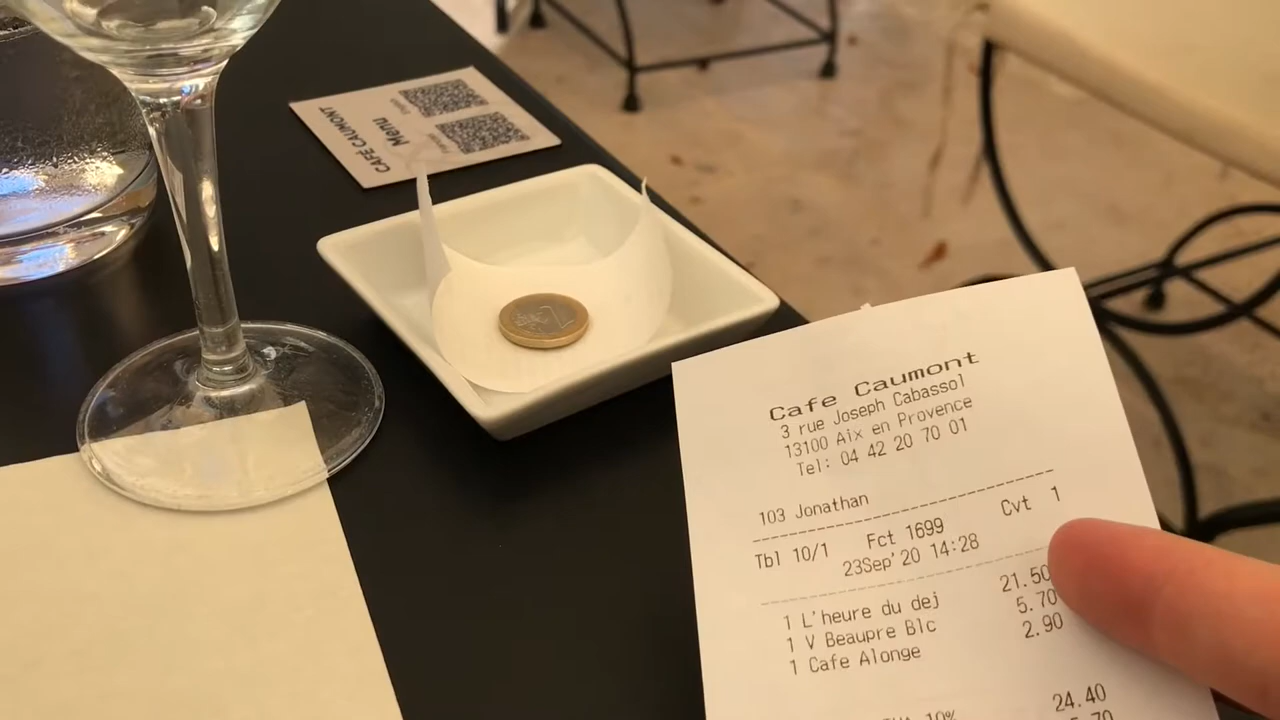 CAFÉ CAUMONT
Menu
Cafe Caumont
3 rue Joseph Cabassol
13100 Aix en Provence
Tel: 04 42 20 70 01
103 Jonathan
Tbl 10/1 Fct 1699 Cvt 1
23Sep'20 14:28
1 L'heure du dej 21.50
1 V Beaupre Blc 5.70
1 Cafe Alonge 2.90
24.40
10%